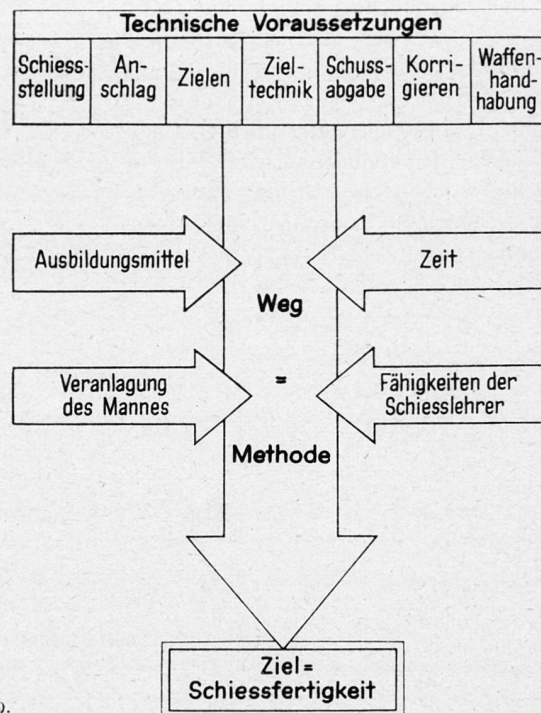 Technische Voraussetzungen
Schiess-
stellung
An-
schlag
Zielen
Ziel-
technik
Schuss-
abgabe
Korri-
gieren
Waffen-
hand-
habung
Ausbildungsmittel
Zeit
Weg
=
Veranlagung
des Mannes
Fähigkeiten der
Schiesslehrer
Methode
Ziel =
Schiessfertigkeit